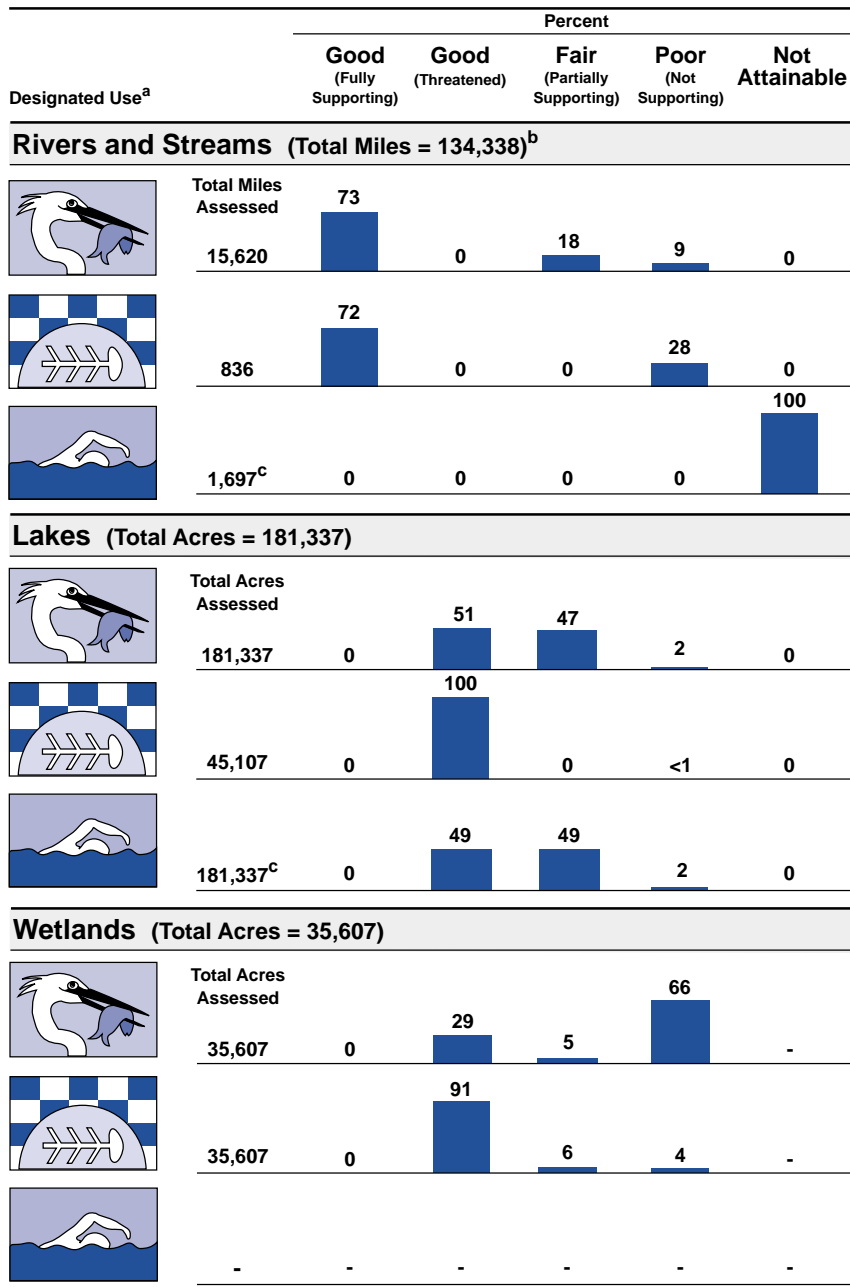 Percent
Designated Use^a
Good (Fully Supporting) Good (Threatened) Fair (Partially Supporting) Poor (Not Supporting) Not Attainable
Rivers and Streams (Total Miles = 134,338)^b
Total Miles Assessed
73
15,620 0 18 9 0
72
836 0 0 28 0
100
1,697^c 0 0 0 0
Lakes (Total Acres = 181,337)
Total Acres Assessed
51 47
181,337 0 2 0
100
45,107 0 0 <1 0
49 49
181,337^c 0 2 0
Wetlands (Total Acres = 35,607)
Total Acres Assessed
66
29
35,607 0 5 -
91
35,607 0 6 4 -
- - - - - -